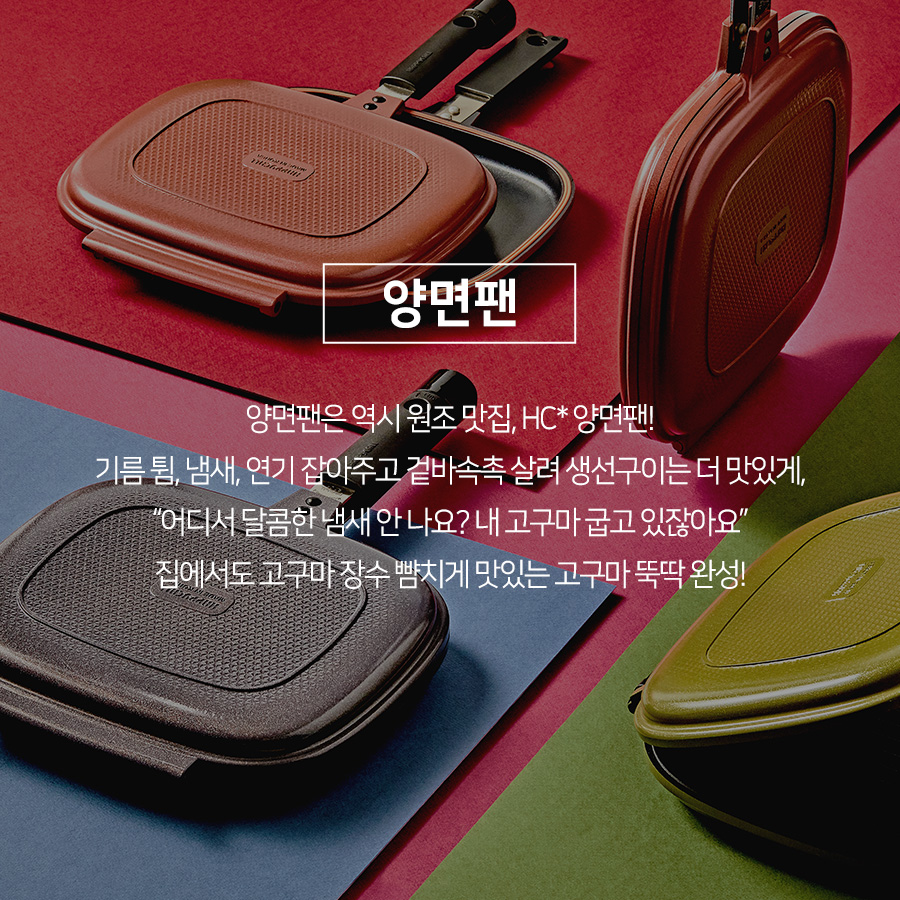 HAPPYCALL
양면팬
양면팬은 역시 원조 맛집, HC* 양면팬!
기름 튐, 냄새, 연기 잡아주고 겉바속촉 살려 생선구이는 더 맛있게,
“어디서 달콤한 냄새 안 나요? 내 고구마 굽고 있잖아요”
집에서도 고구마 장수 뺨치게 맛있는 고구마 뚝딱 완성!